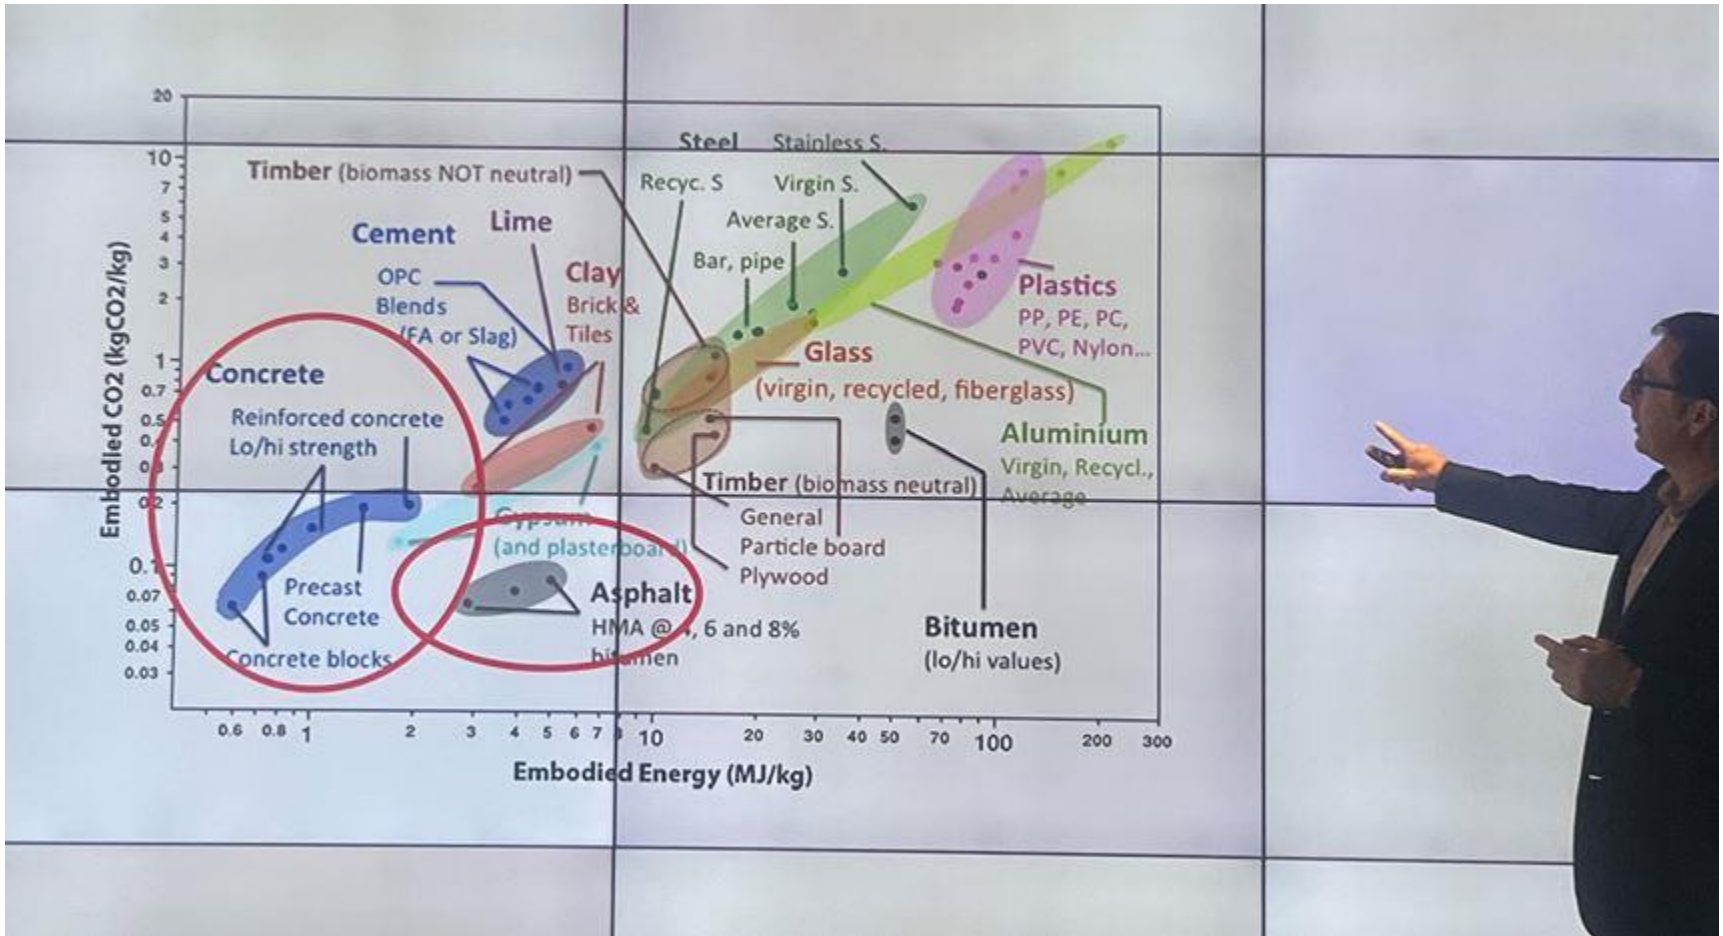 20
10
7
5
4
3
2
1
0.7
0.5
0.3
0.2
0.1
0.07
0.05
0.04
0.03
Embodied CO2 (kgCO2/kg)
Steel
Stainless S.
Timber (biomass NOT neutral)
Recyc. S
Virgin S.
Average S.
Bar, pipe
Lime
Cement
OPC
Blends
(FA or Slag)
Clay
Brick &
Tiles
Plastics
PP, PE, PC,
PVC, Nylon...
Glass
(virgin, recycled, fiberglass)
Concrete
Reinforced concrete
Lo/hi strength
Aluminium
Virgin, Recycl.,
Average
Timber (biomass neutral)
General
Particle board
Plywood
Gypsum
(and plasterboard)
Precast
Concrete
Concrete blocks
Asphalt
HMA @ , 6 and 8%
bitumen
Bitumen
(lo/hi values)
0.6 0.8 1 2 3 4 5 6 7 10 20 30 40 50 70 100 200 300
Embodied Energy (MJ/kg)